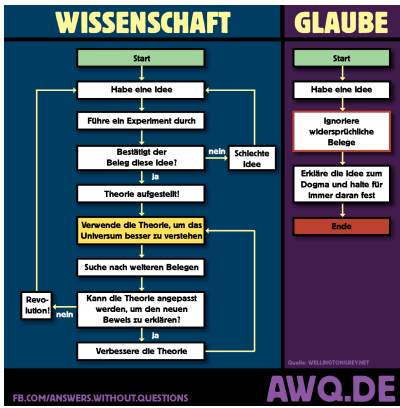 WISSENSCHAFT
Start
Habe eine Idee
Führe ein Experiment durch
Bestätigt der
Beleg diese Idee?
nein
Schlechte
Idee
ja
Theorie aufgestellt!
Verwende die Theorie, um das
Universum besser zu verstehen
Suche nach weiteren Belegen
Kann die Theorie angepasst
werden, um den neuen
Beweis zu erklären?
nein
Revo-
lution!
ja
Verbessere die Theorie
GLAUBE
Start
Habe eine Idee
Ignoriere
widersprüchliche
Belege
Erkläre die Idee zum
Dogma und halte für
immer daran fest
Ende
Quelle: WELLINGTONGREY.NET
FB.COM/ANSWERS.WITHOUT.QUESTIONS
AWQ.DE